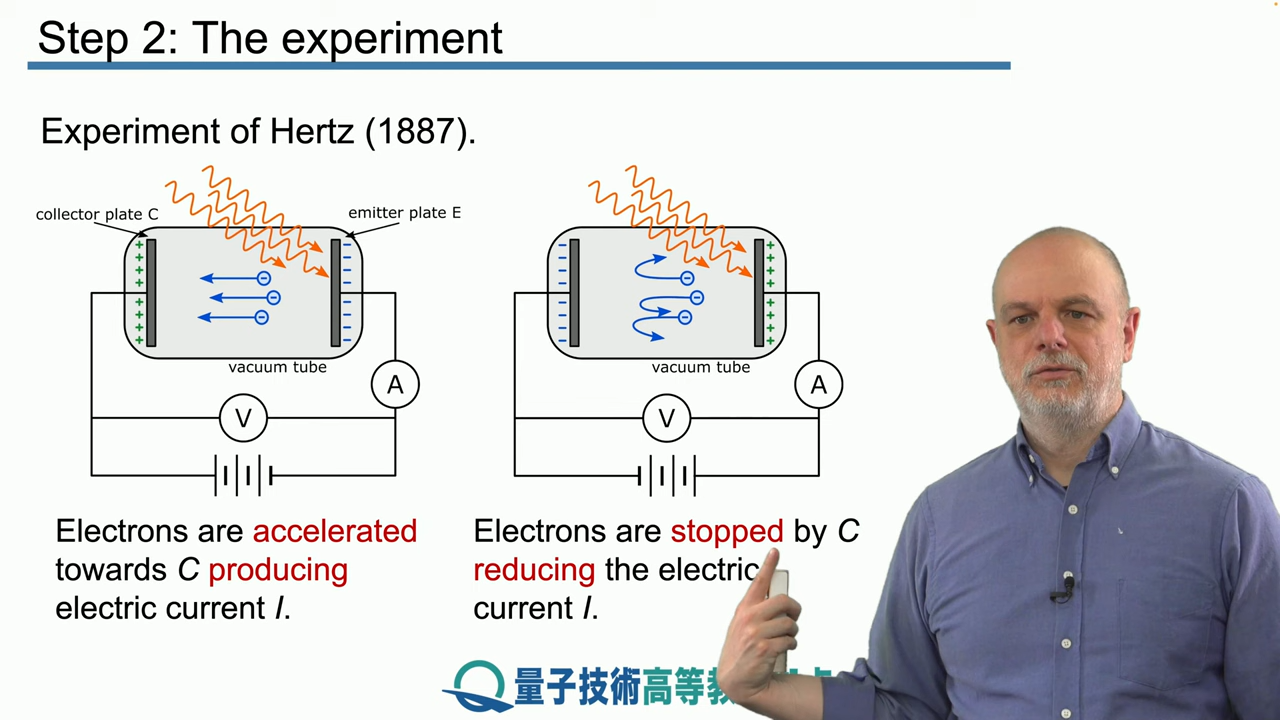 Step 2: The experiment
Experiment of Hertz (1887).
collector plate C
emitter plate E
+ + + + + + + +
− − − − − − − −
− − − − − − − −
+ + + + + + + +
− − −
− − −
vacuum tube
vacuum tube
A
A
V
V
Electrons are accelerated
towards C producing
electric current I.
Electrons are stopped by C
reducing the electric
current I.
量子技術高等